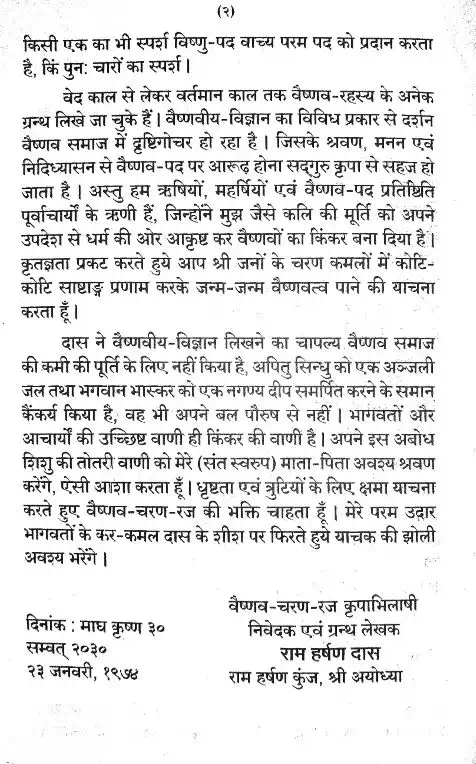 (२)
किसी एक का भी स्पर्श विष्णु-पद वाच्य परम पद को प्रदान करता
है, किं पुनः चारों का स्पर्श।
वेद काल से लेकर वर्तमान काल तक वैष्णव-रहस्य के अनेक
ग्रन्थ लिखे जा चुके हैं। वैष्णवीय-विज्ञान का विविध प्रकार से दर्शन
वैष्णव समाज में दृष्टिगोचर हो रहा है। जिसके श्रवण, मनन एवं
निदिध्यासन से वैष्णव-पद पर आरूढ़ होना सद्‌गुरु कृपा से सहज हो
जाता है। अस्तु हम ऋषियों, महर्षियों एवं वैष्णव-पद प्रतिष्ठिति
पूर्वाचार्यों के ऋणी हैं, जिन्होंने मुझ जैसे कलि की मूर्ति को अपने
उपदेश से धर्म की ओर आकृष्ट कर वैष्णवों का किंकर बना दिया है।
कृतज्ञता प्रकट करते हुये आप श्री जनों के चरण कमलों में कोटि-
कोटि साष्टाङ्ग प्रणाम करके जन्म-जन्म वैष्णवत्व पाने की याचना
करता हूँ।
दास ने वैष्णवीय-विज्ञान लिखने का चापल्य वैष्णव समाज
की कमी की पूर्ति के लिए नहीं किया है, अपितु सिन्धु को एक अञ्जली
जल तथा भगवान भास्कर को एक नगण्य दीप समर्पित करने के समान
कैंकर्य किया है, वह भी अपने बल पौरुष से नहीं। भागवतों और
आचार्यों की उच्छिष्ट वाणी ही किंकर की वाणी है। अपने इस अबोध
शिशु की तोतरी वाणी को मेरे (संत स्वरुप) माता-पिता अवश्य श्रवण
करेंगे, ऐसी आशा करता हूँ। धृष्टता एवं त्रुटियों के लिए क्षमा याचना
करते हुए वैष्णव-चरण-रज की भक्ति चाहता हूँ। मेरे परम उदार
भागवतों के कर-कमल दास के शीश पर फिरते हुये याचक की झोली
अवश्य भरेंगे।
वैष्णव-चरण-रज कृपाभिलाषी
दिनांक : माघ कृष्ण ३० निवेदक एवं ग्रन्थ लेखक
सम्वत् २०३० राम हर्षण दास
२३ जनवरी, १९७४ राम हर्षण कुंज, श्री अयोध्या